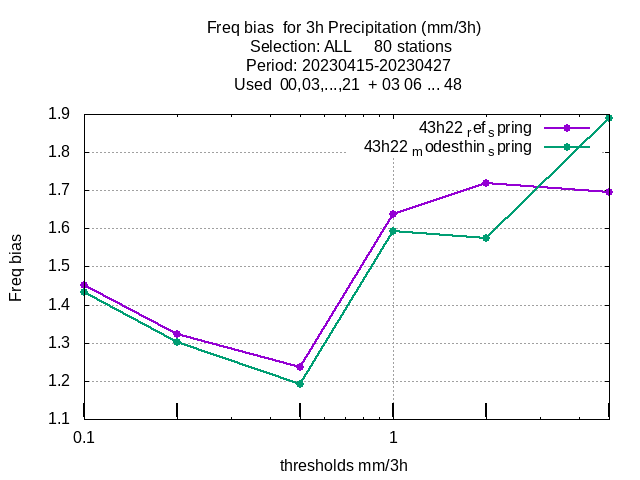 Freq bias  for 3h Precipitation (mm/3h)
Selection: ALL     80 stations
Period: 20230415-20230427
Used  00,03,...,21  + 03 06 ... 48
43h22 ref spring
43h22 modesthin spring
1.9
1.8
1.7
1.6
1.5
1.4
1.3
1.2
1.1
Freq bias
0.1 1
thresholds mm/3h